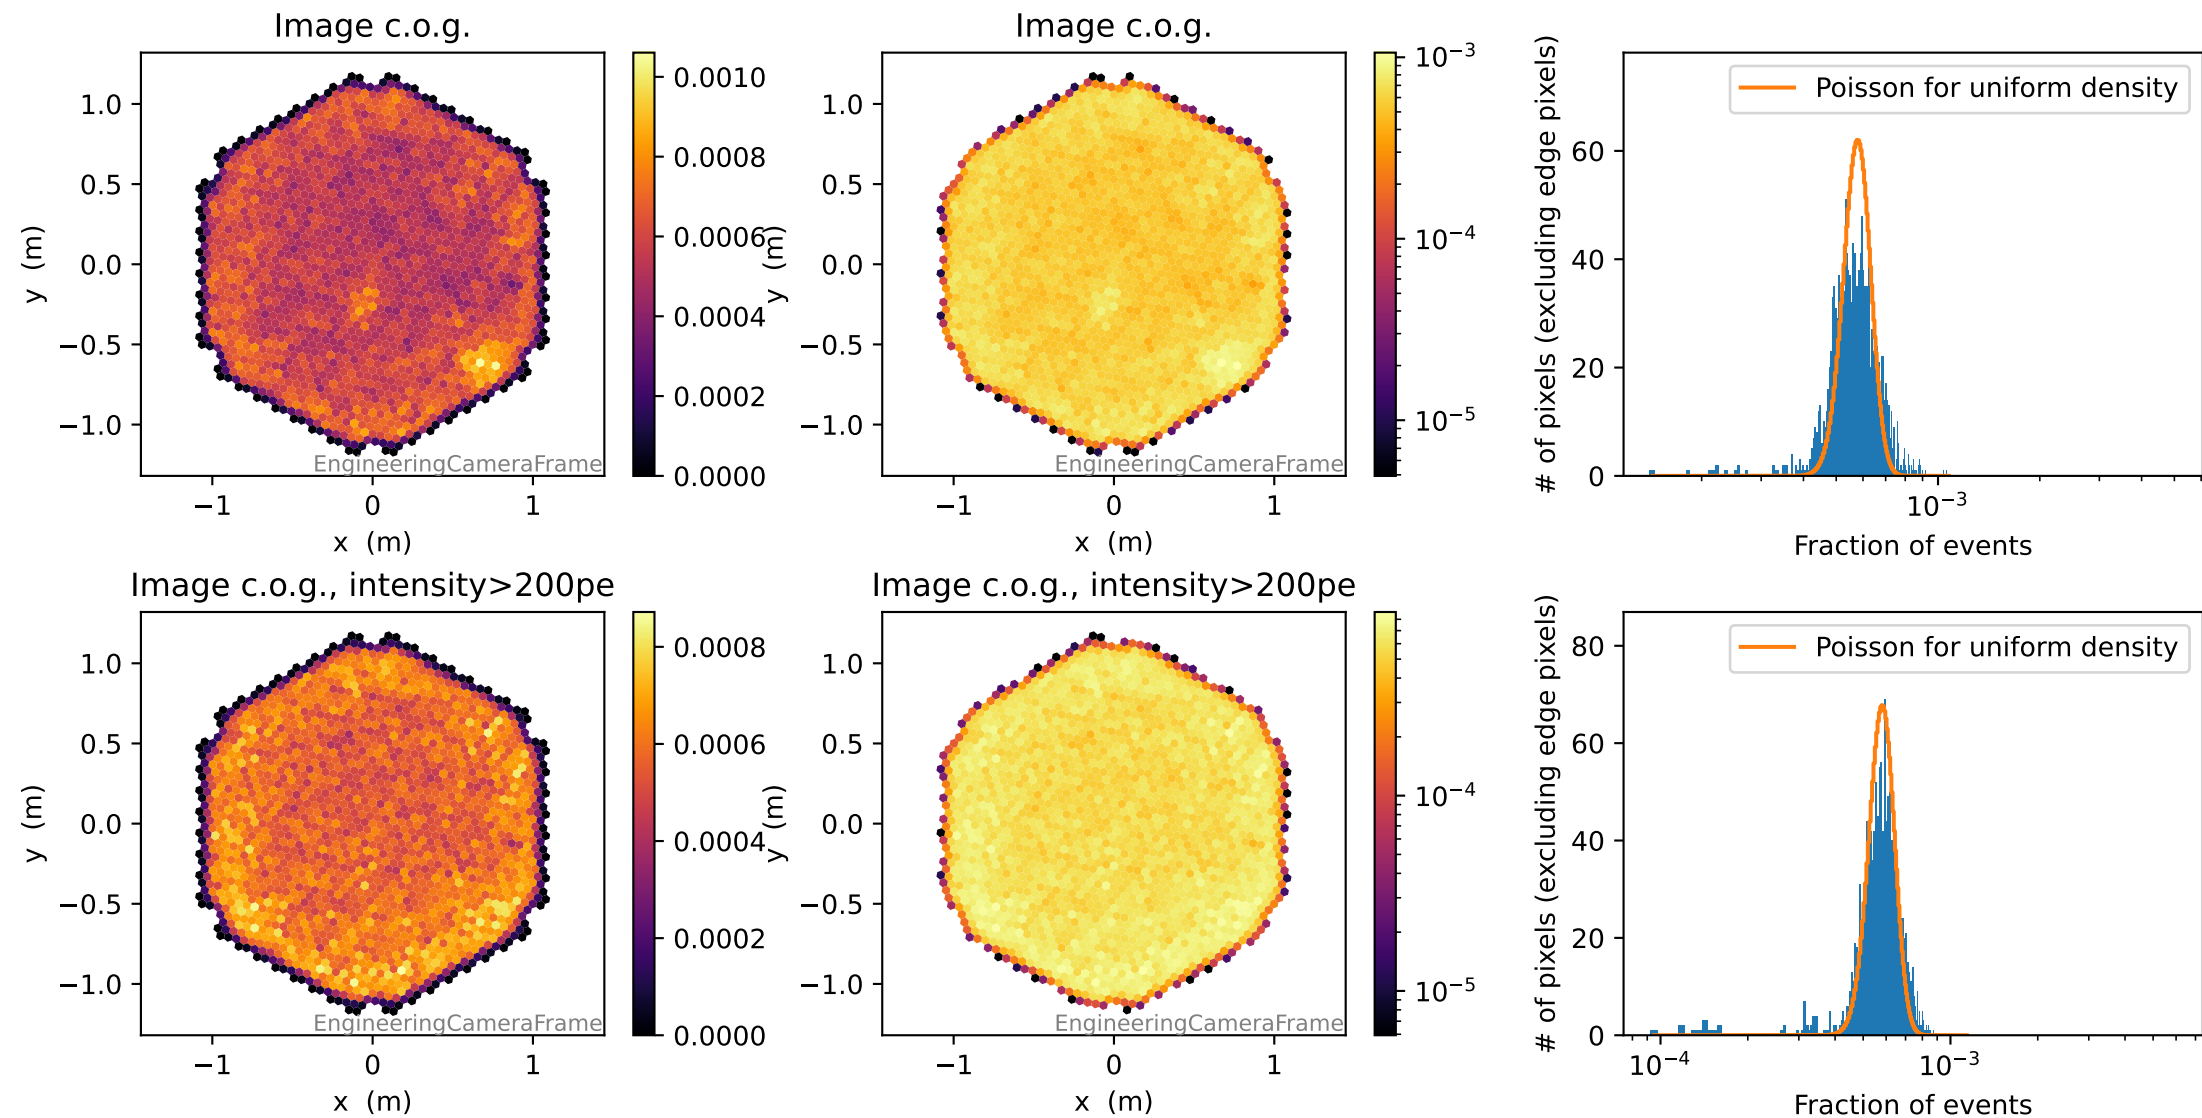 Image c.o.g.
y (m)
1.0
0.5
0.0
−0.5
−1.0
−1
0
1
x (m)
EngineeringCameraFrame
0.0010
0.0008
0.0006
0.0004
0.0002
0.0000
Image c.o.g.
y (m)
1.0
0.5
0.0
−0.5
−1.0
−1
0
1
x (m)
EngineeringCameraFrame
10−3
10−4
10−5
# of pixels (excluding edge pixels)
60
40
20
0
Poisson for uniform density
10−3
Fraction of events
Image c.o.g., intensity>200pe
y (m)
1.0
0.5
0.0
−0.5
−1.0
−1
0
1
x (m)
EngineeringCameraFrame
0.0008
0.0006
0.0004
0.0002
0.0000
Image c.o.g., intensity>200pe
y (m)
1.0
0.5
0.0
−0.5
−1.0
−1
0
1
x (m)
EngineeringCameraFrame
10−4
10−5
# of pixels (excluding edge pixels)
80
60
40
20
0
Poisson for uniform density
10−4
10−3
Fraction of events